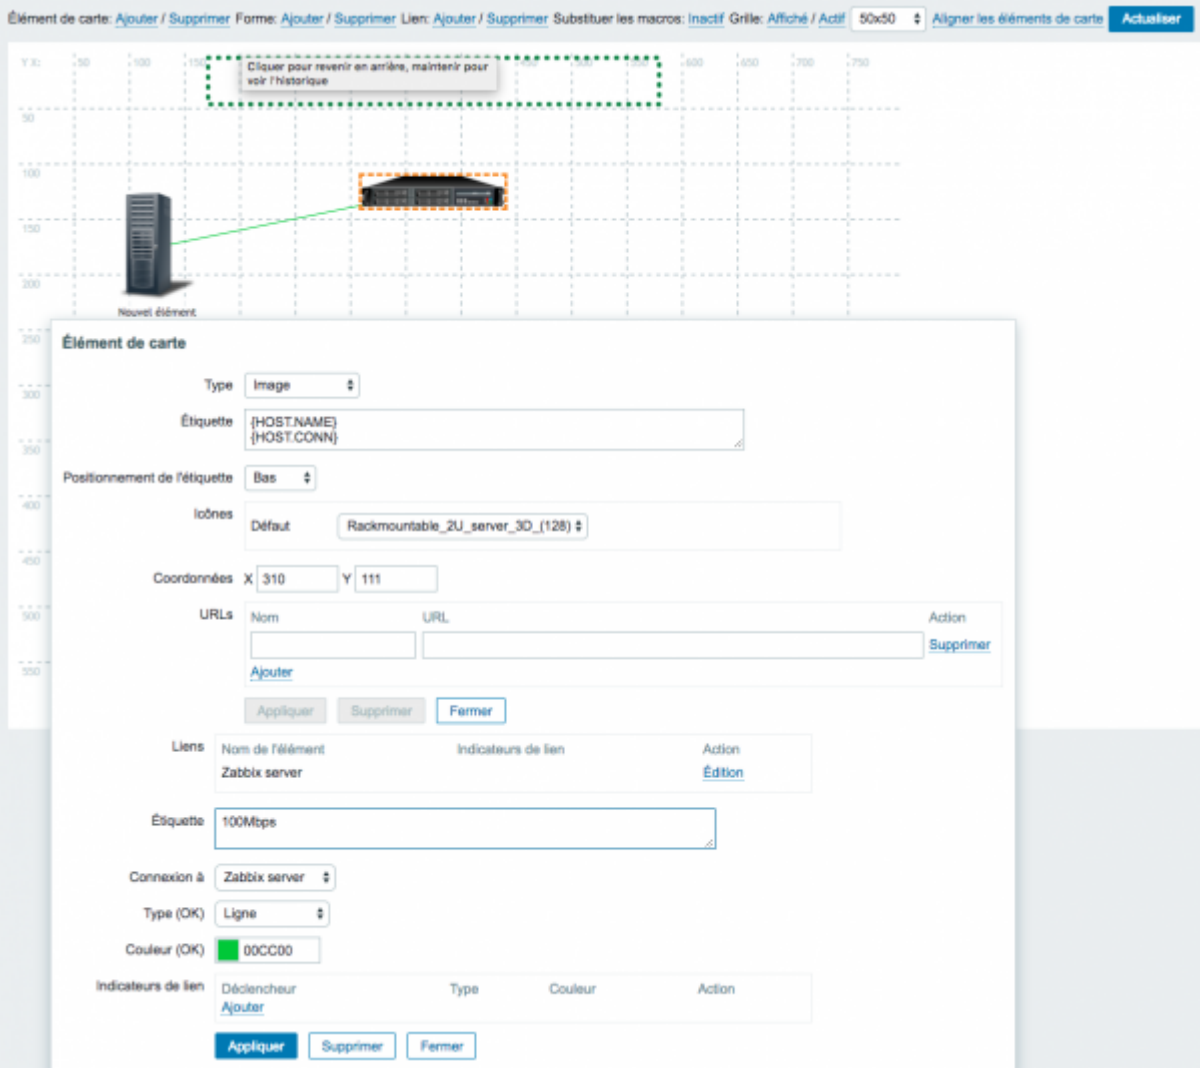 Élément de carte: Ajouter / Supprimer Forme: Ajouter / Supprimer Lien: Ajouter / Supprimer Substituer les macros: Inactif Grille: Affiché / Actif 50x50 Aligner les éléments de carte Actualiser
Y X: 50 100 150 450 500 600 650 700 750
Cliquer pour revenir en arrière, maintenir pour
voir l'historique
50
100
150
200
Nouvel élément
250
Élément de carte
Type Image
300
Étiquette {HOST.NAME}
{HOST.CONN}
350
Positionnement de l'étiquette Bas
400
Icônes
Défaut Rackmountable_2U_server_3D_(128)
450
Coordonnées X 310 Y 111
500
URLs Nom URL Action
Supprimer
550
Ajouter
Appliquer Supprimer Fermer
Liens Nom de l'élément Indicateurs de lien Action
Zabbix server Édition
Étiquette 100Mbps
Connexion à Zabbix server
Type (OK) Ligne
Couleur (OK) 00CC00
Indicateurs de lien Déclencheur Type Couleur Action
Ajouter
Appliquer Supprimer Fermer